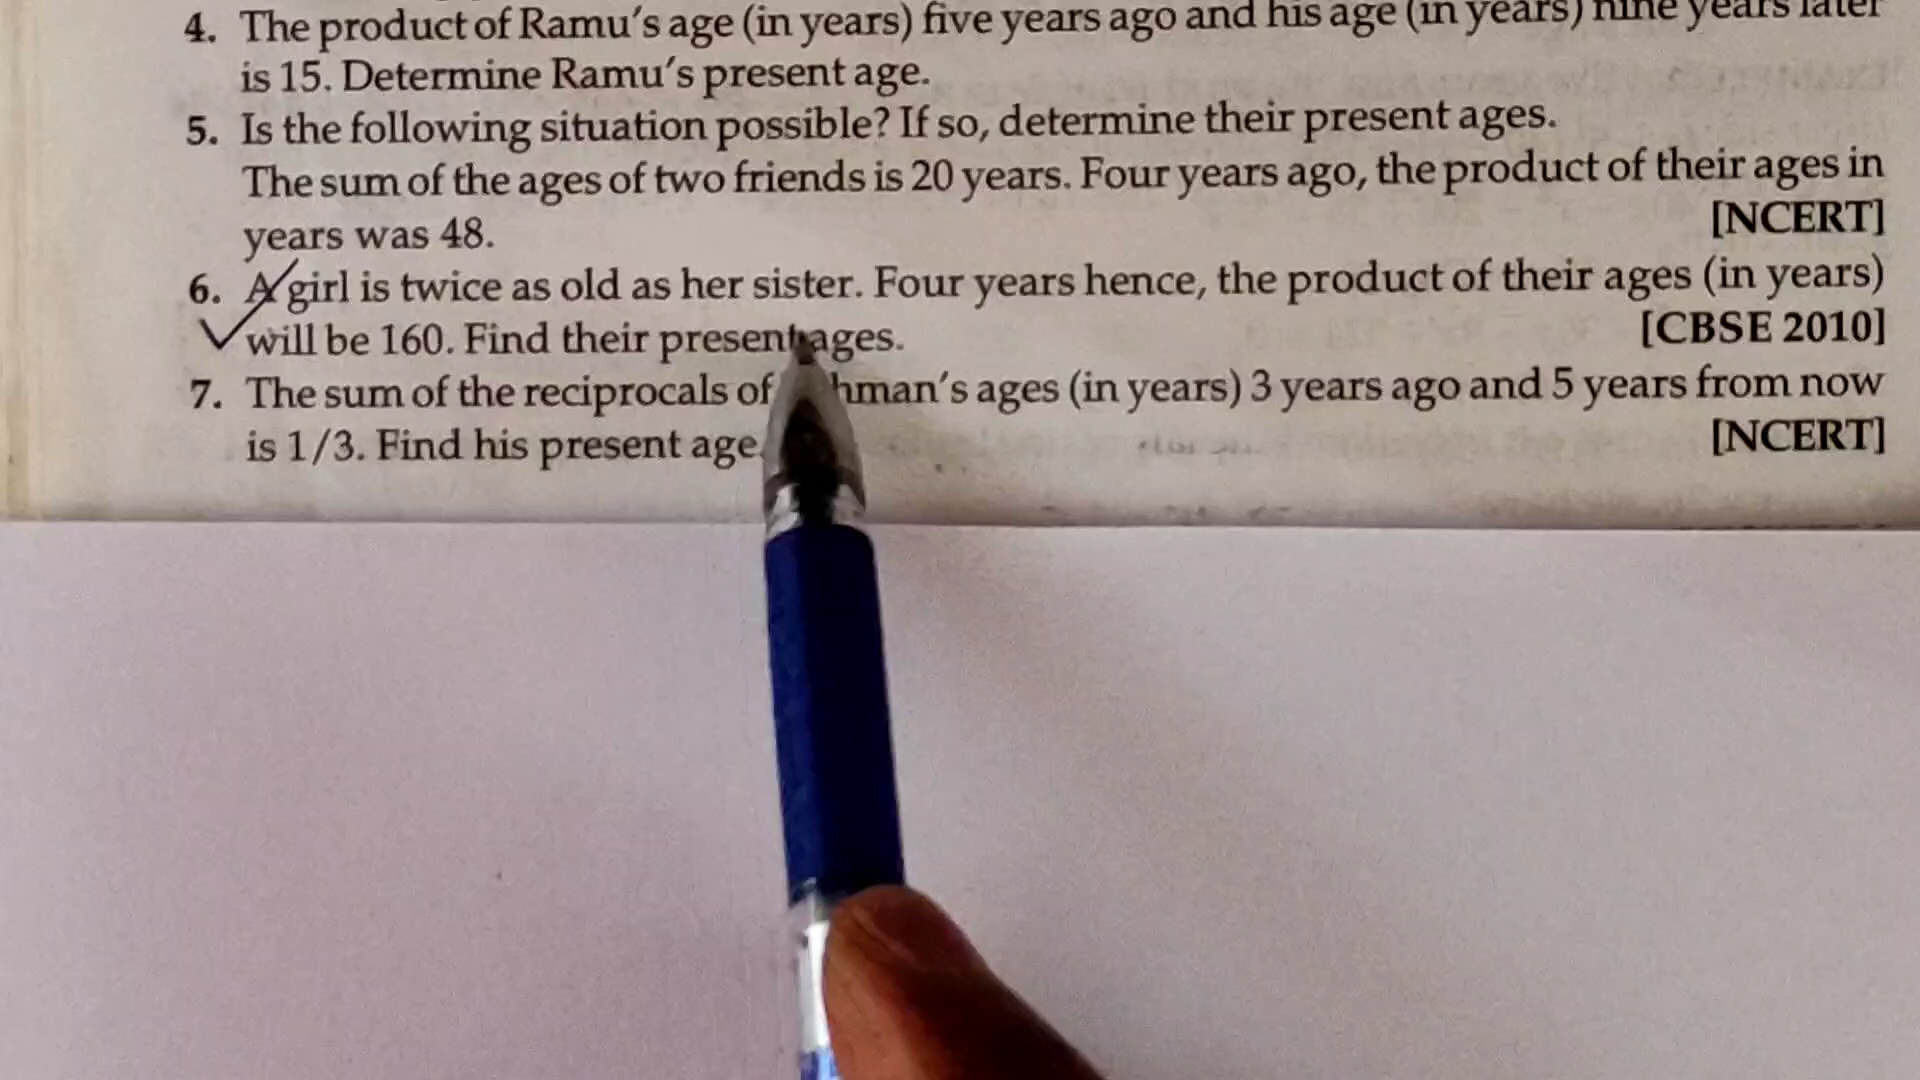 4. The product of Ramu's age (in years) five years ago and his age (in years) nine years later
is 15. Determine Ramu's present age.
5. Is the following situation possible? If so, determine their present ages.
The sum of the ages of two friends is 20 years. Four years ago, the product of their ages in
years was 48. [NCERT]
6. A girl is twice as old as her sister. Four years hence, the product of their ages (in years)
will be 160. Find their present ages. [CBSE 2010]
7. The sum of the reciprocals of hman's ages (in years) 3 years ago and 5 years from now
is 1/3. Find his present age. [NCERT]